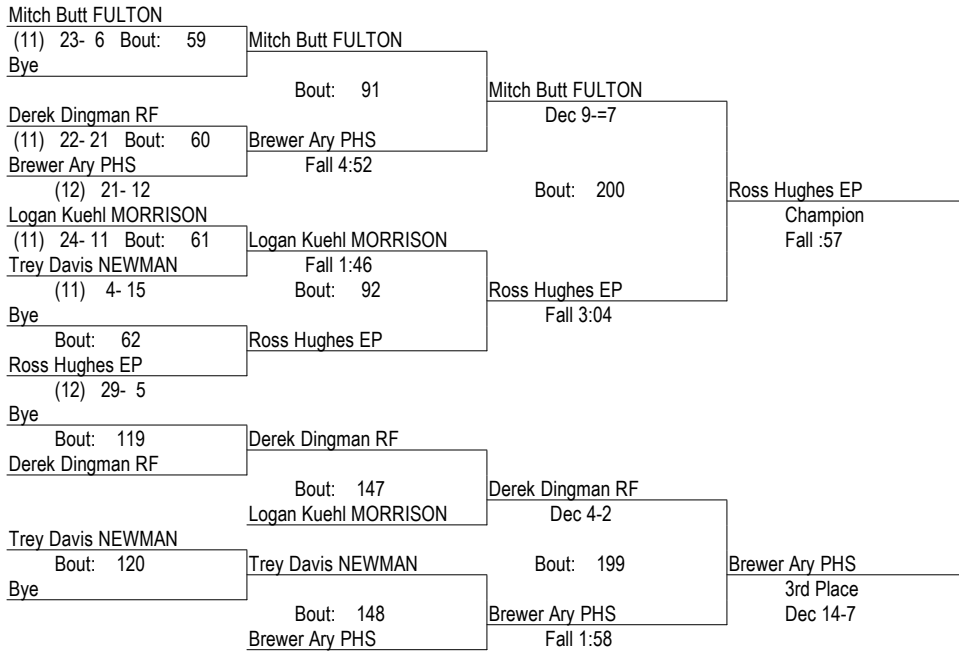 Mitch Butt FULTON
(11) 23- 6 Bout: 59 Mitch Butt FULTON
Bye
Bout: 91 Mitch Butt FULTON
Derek Dingman RF Dec 9-=7
(11) 22- 21 Bout: 60 Brewer Ary PHS
Brewer Ary PHS Fall 4:52
(12) 21- 12 Bout: 200 Ross Hughes EP
Logan Kuehl MORRISON Champion
(11) 24- 11 Bout: 61 Logan Kuehl MORRISON Fall :57
Trey Davis NEWMAN Fall 1:46
(11) 4- 15 Bout: 92 Ross Hughes EP
Bye Fall 3:04
Bout: 62 Ross Hughes EP
Ross Hughes EP
(12) 29- 5
Bye
Bout: 119 Derek Dingman RF
Derek Dingman RF
Bout: 147 Derek Dingman RF
Logan Kuehl MORRISON Dec 4-2
Trey Davis NEWMAN
Bout: 120 Trey Davis NEWMAN Bout: 199 Brewer Ary PHS
Bye 3rd Place
Bout: 148 Brewer Ary PHS Dec 14-7
Brewer Ary PHS Fall 1:58